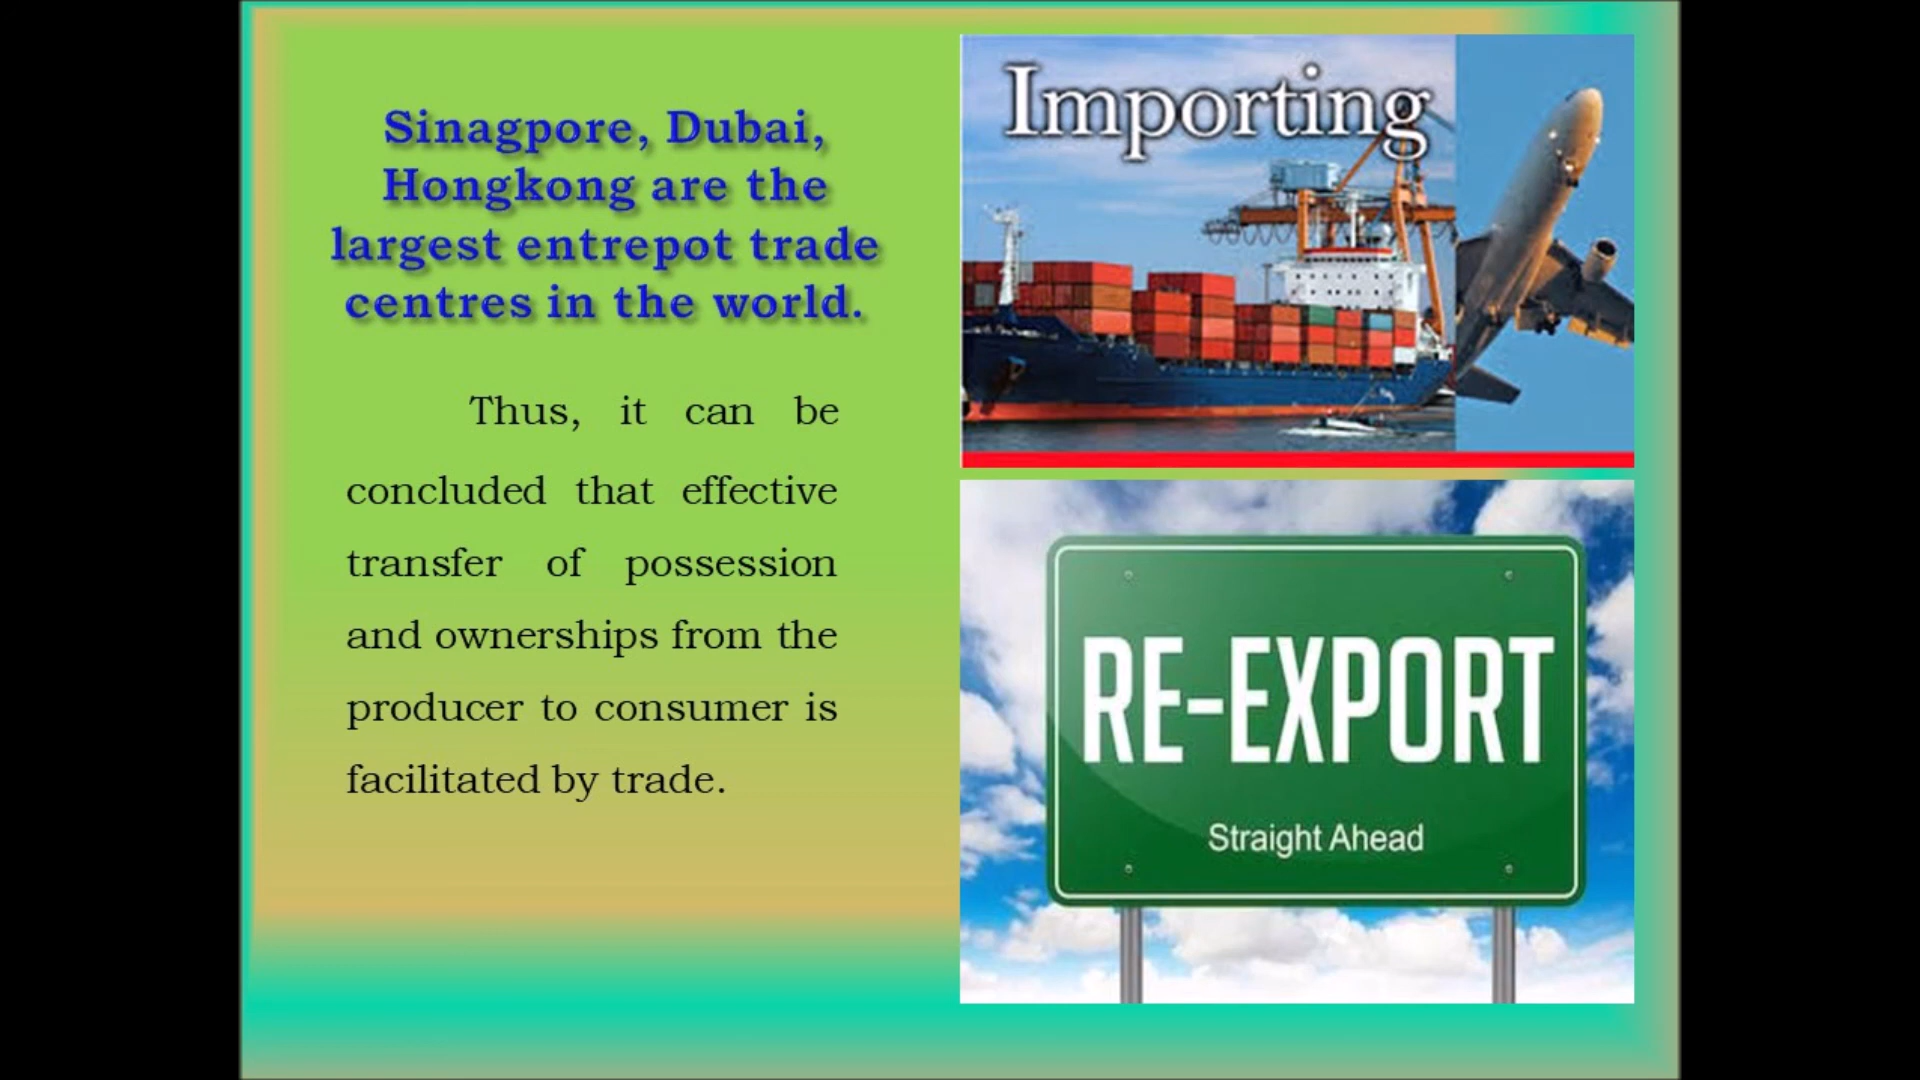 Sinagpore, Dubai,
Hongkong are the
largest entrepot trade
centres in the world.
Thus, it can be
concluded that effective
transfer of possession
and ownerships from the
producer to consumer is
facilitated by trade.
Importing
RE-EXPORT
Straight Ahead